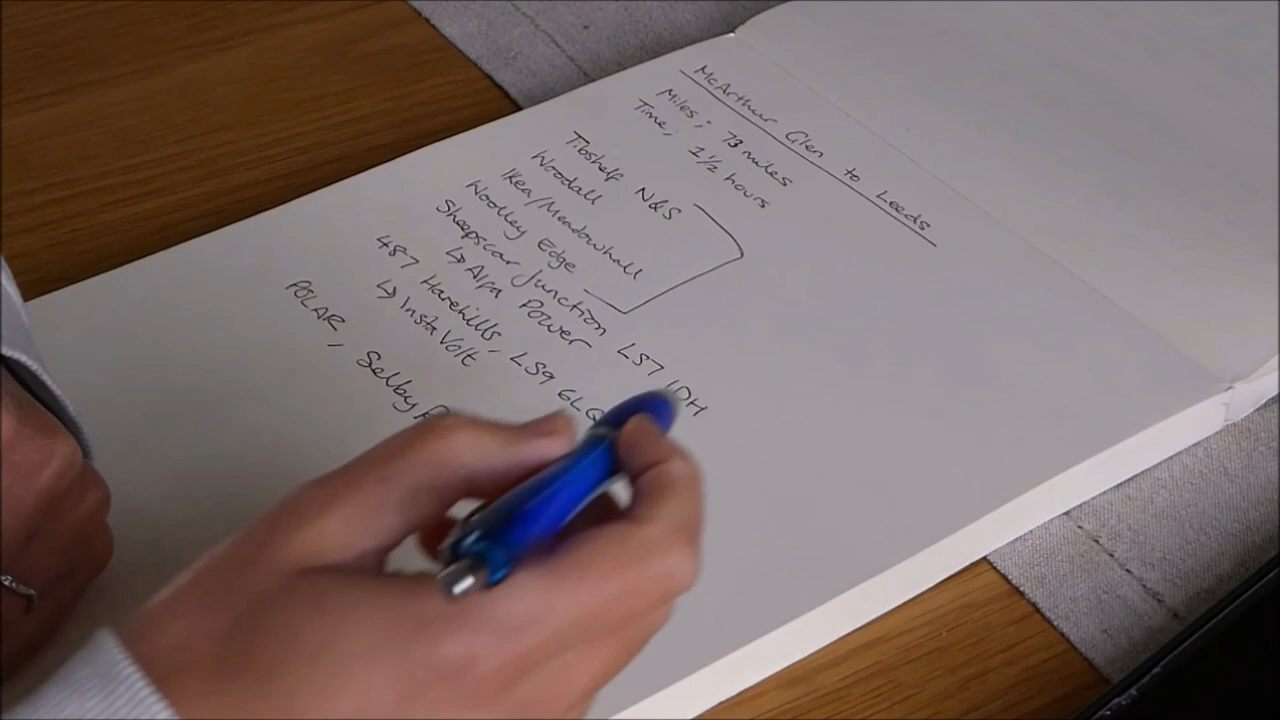 McArthur Glen to Leeds
Miles: 73 miles
Time: 1½ hours
Tibshelf N&S
Woodall
Ikea/Meadowhall
Woolley Edge
Sheepscar Junction LS7 1DH
↳ Alfa Power
487 Harehills, LS9 6LG
↳ InstaVolt
POLAR, Selby